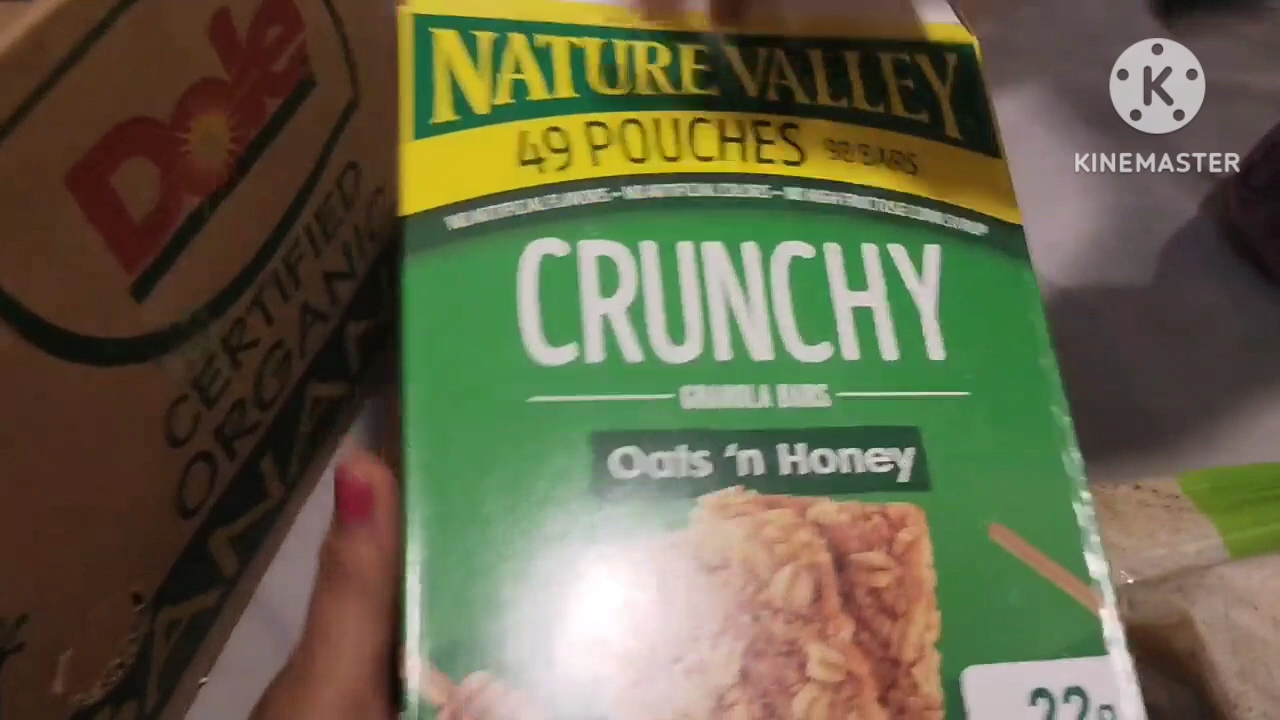 Dole
CERTIFIED
ORGANIC
NATURE VALLEY
49 POUCHES 98 BARS
CRUNCHY
GRANOLA BARS
Oats 'n Honey
22g
K
KINEMASTER